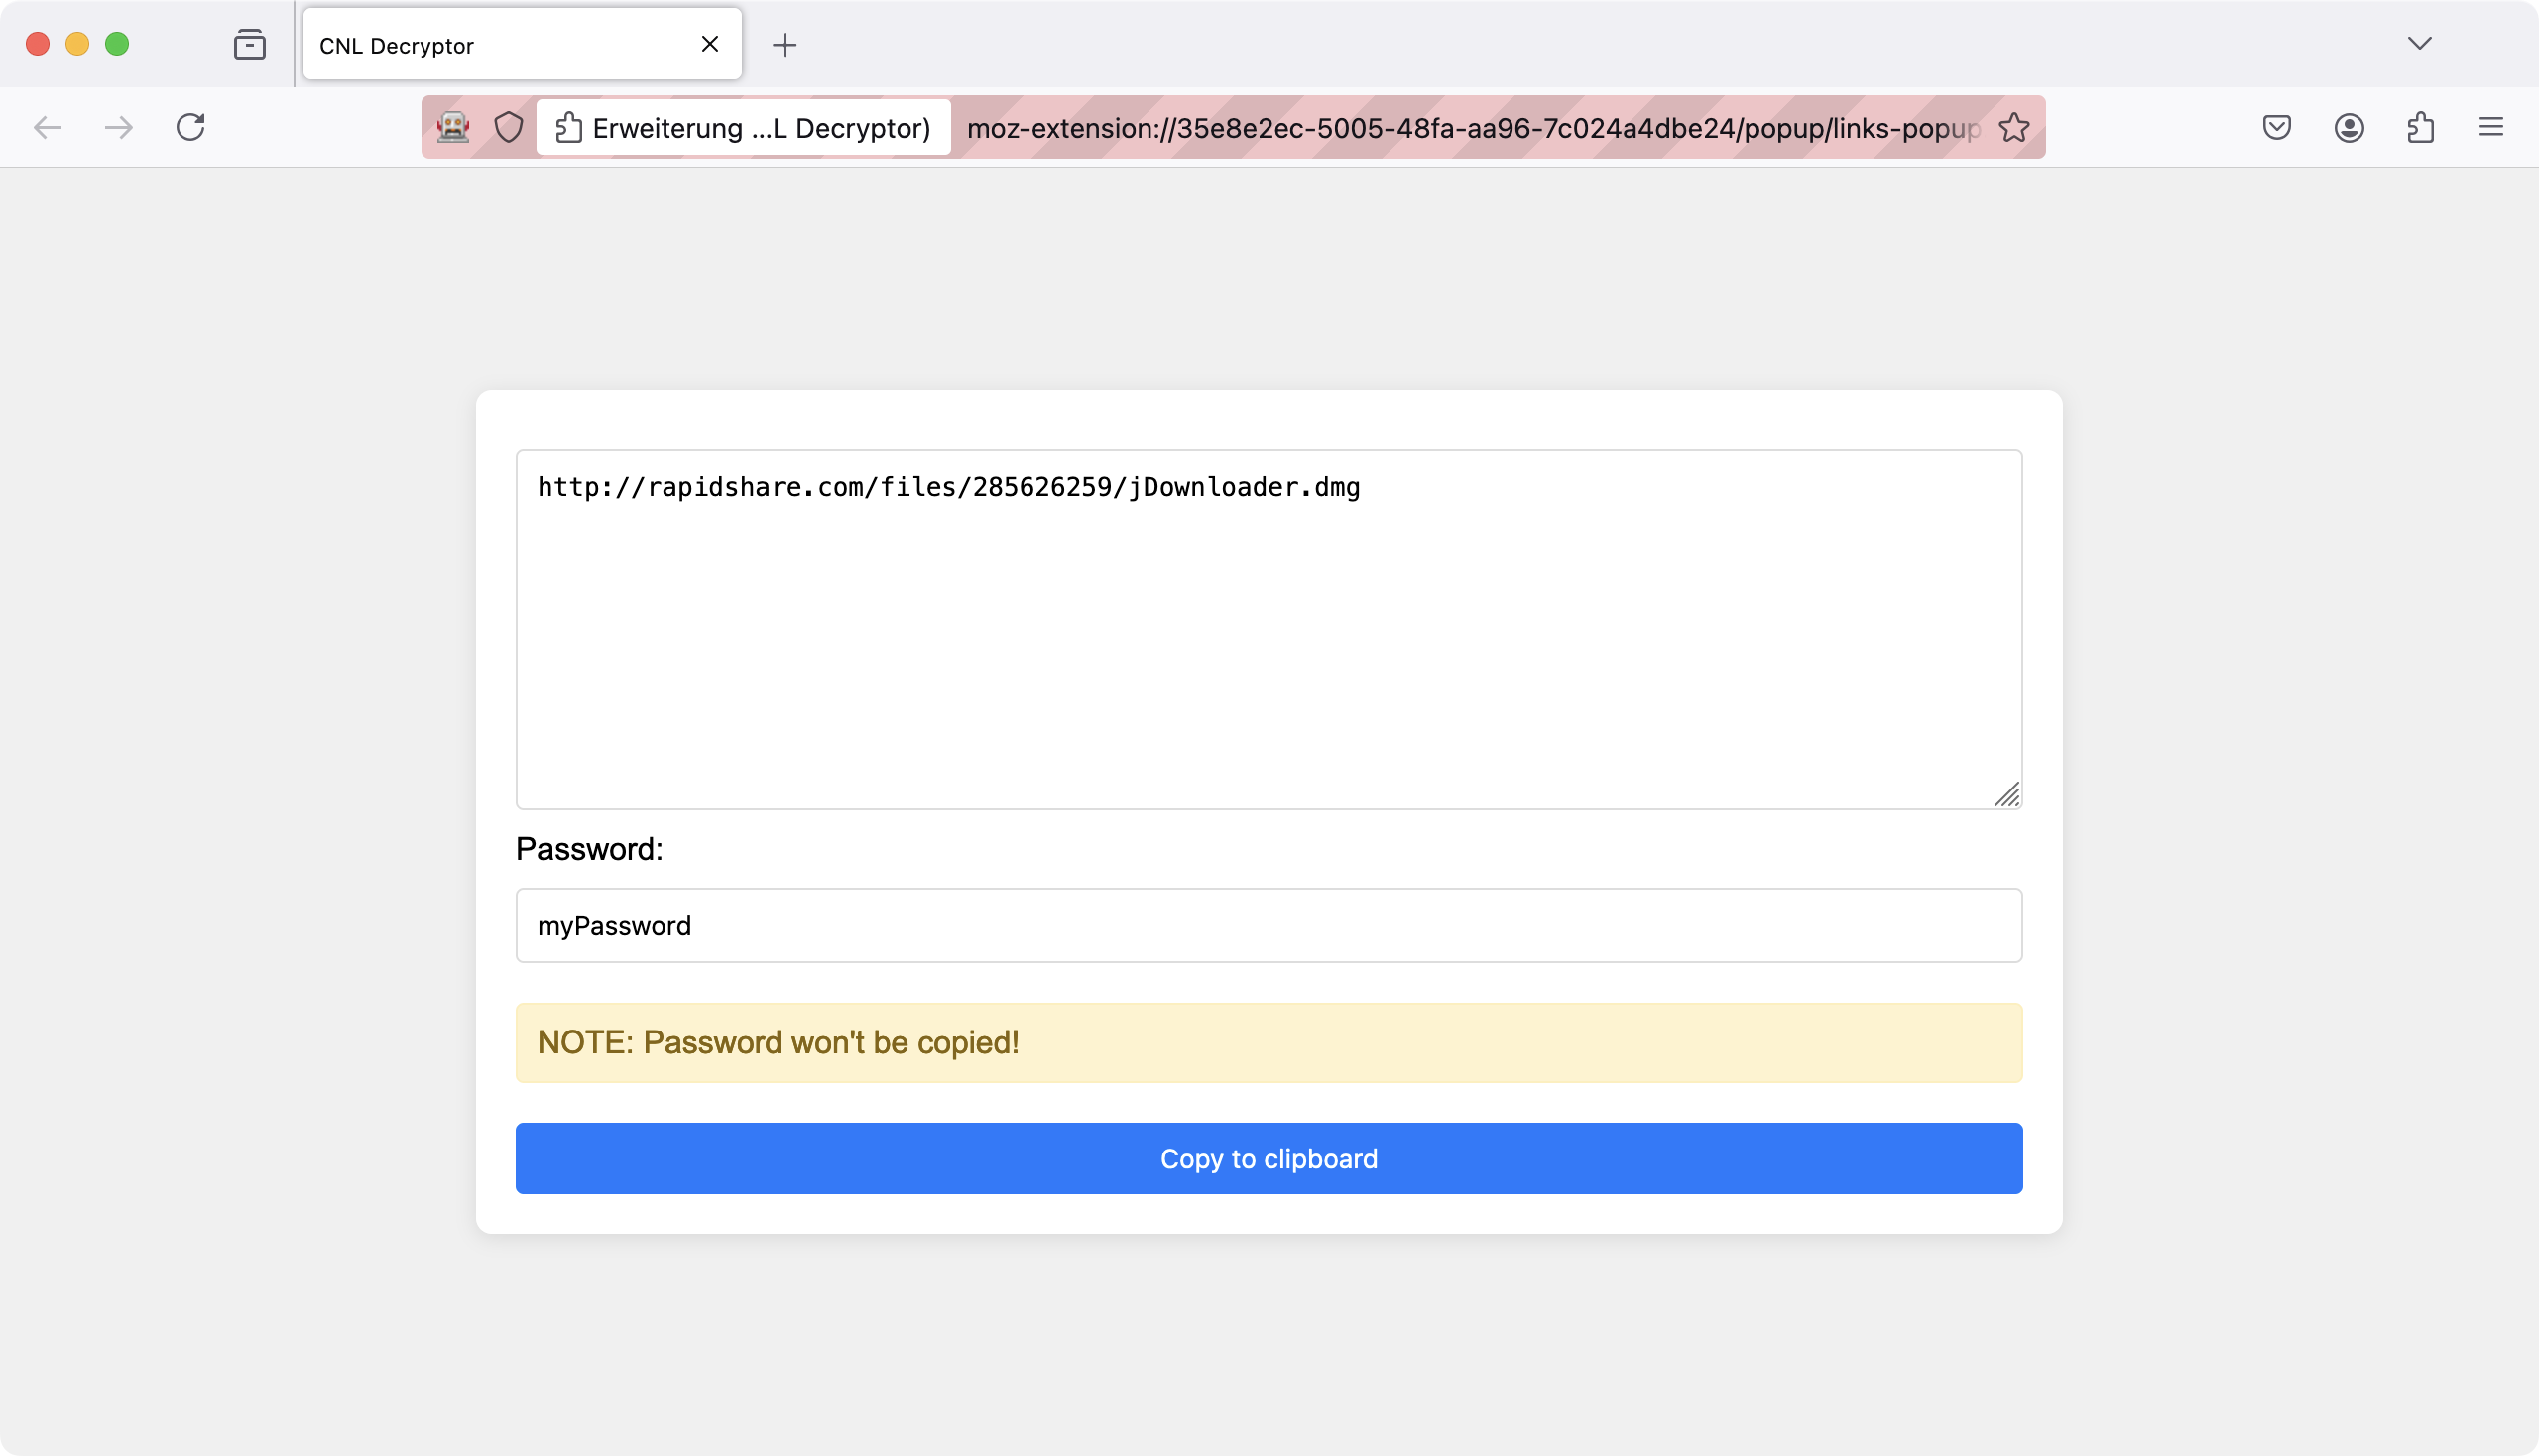 CNL Decryptor
Erweiterung ...L Decryptor) moz-extension://35e8e2ec-5005-48fa-aa96-7c024a4dbe24/popup/links-popup
http://rapidshare.com/files/285626259/jDownloader.dmg
Password:
myPassword
NOTE: Password won't be copied!
Copy to clipboard